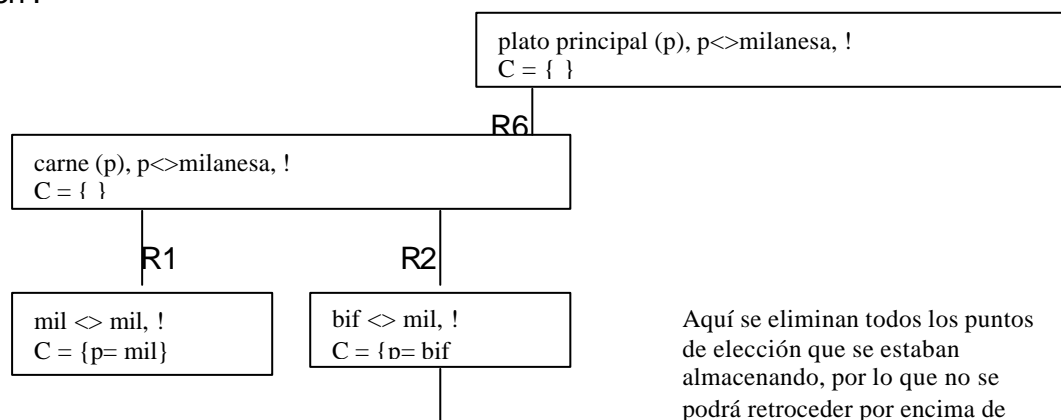 plato principal (p), p<>milanesa, !
C = { }
R6
carne (p), p<>milanesa, !
C = { }
R1
R2
mil <> mil, !
C = {p= mil}
bif <> mil, !
C = {p= bif
Aquí se eliminan todos los puntos
de elección que se estaban
almacenando, por lo que no se
podrá retroceder por encima de